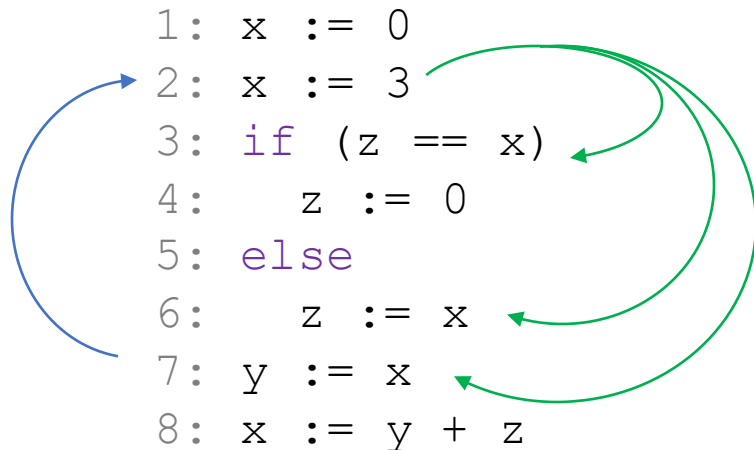 1: x := 0
2: x := 3
3: if (z == x)
4:   z := 0
5: else
6:   z := x
7: y := x
8: x := y + z